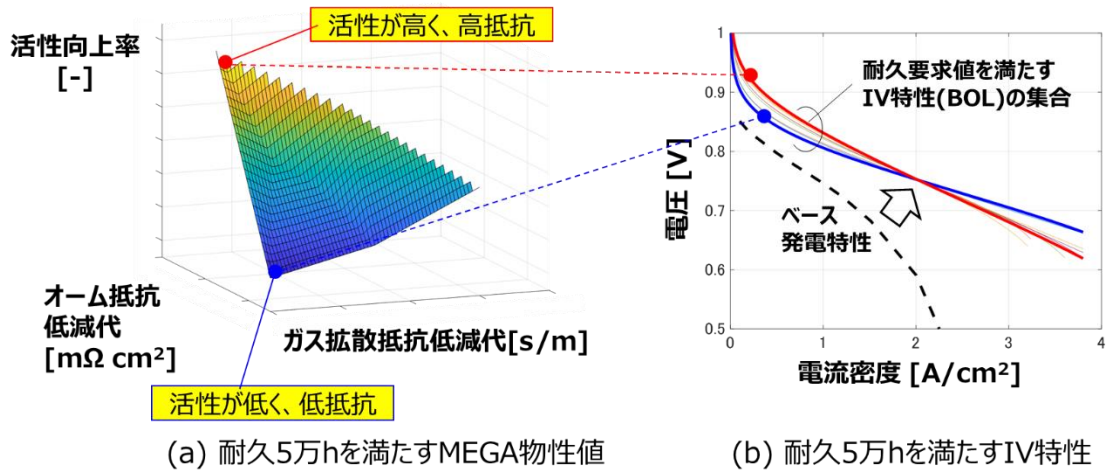 活性向上率
[-]
活性が高く、高抵抗
オーム抵抗
低減代
[mΩ cm²]
ガス拡散抵抗低減代[s/m]
活性が低く、低抵抗
(a) 耐久5万hを満たすMEGA物性値
1
0.9
0.8
0.7
0.6
0.5
0
1
2
3
4
電圧 [V]
電流密度 [A/cm²]
耐久要求値を満たす
IV特性(BOL)の集合
ベース
発電特性
(b) 耐久5万hを満たすIV特性